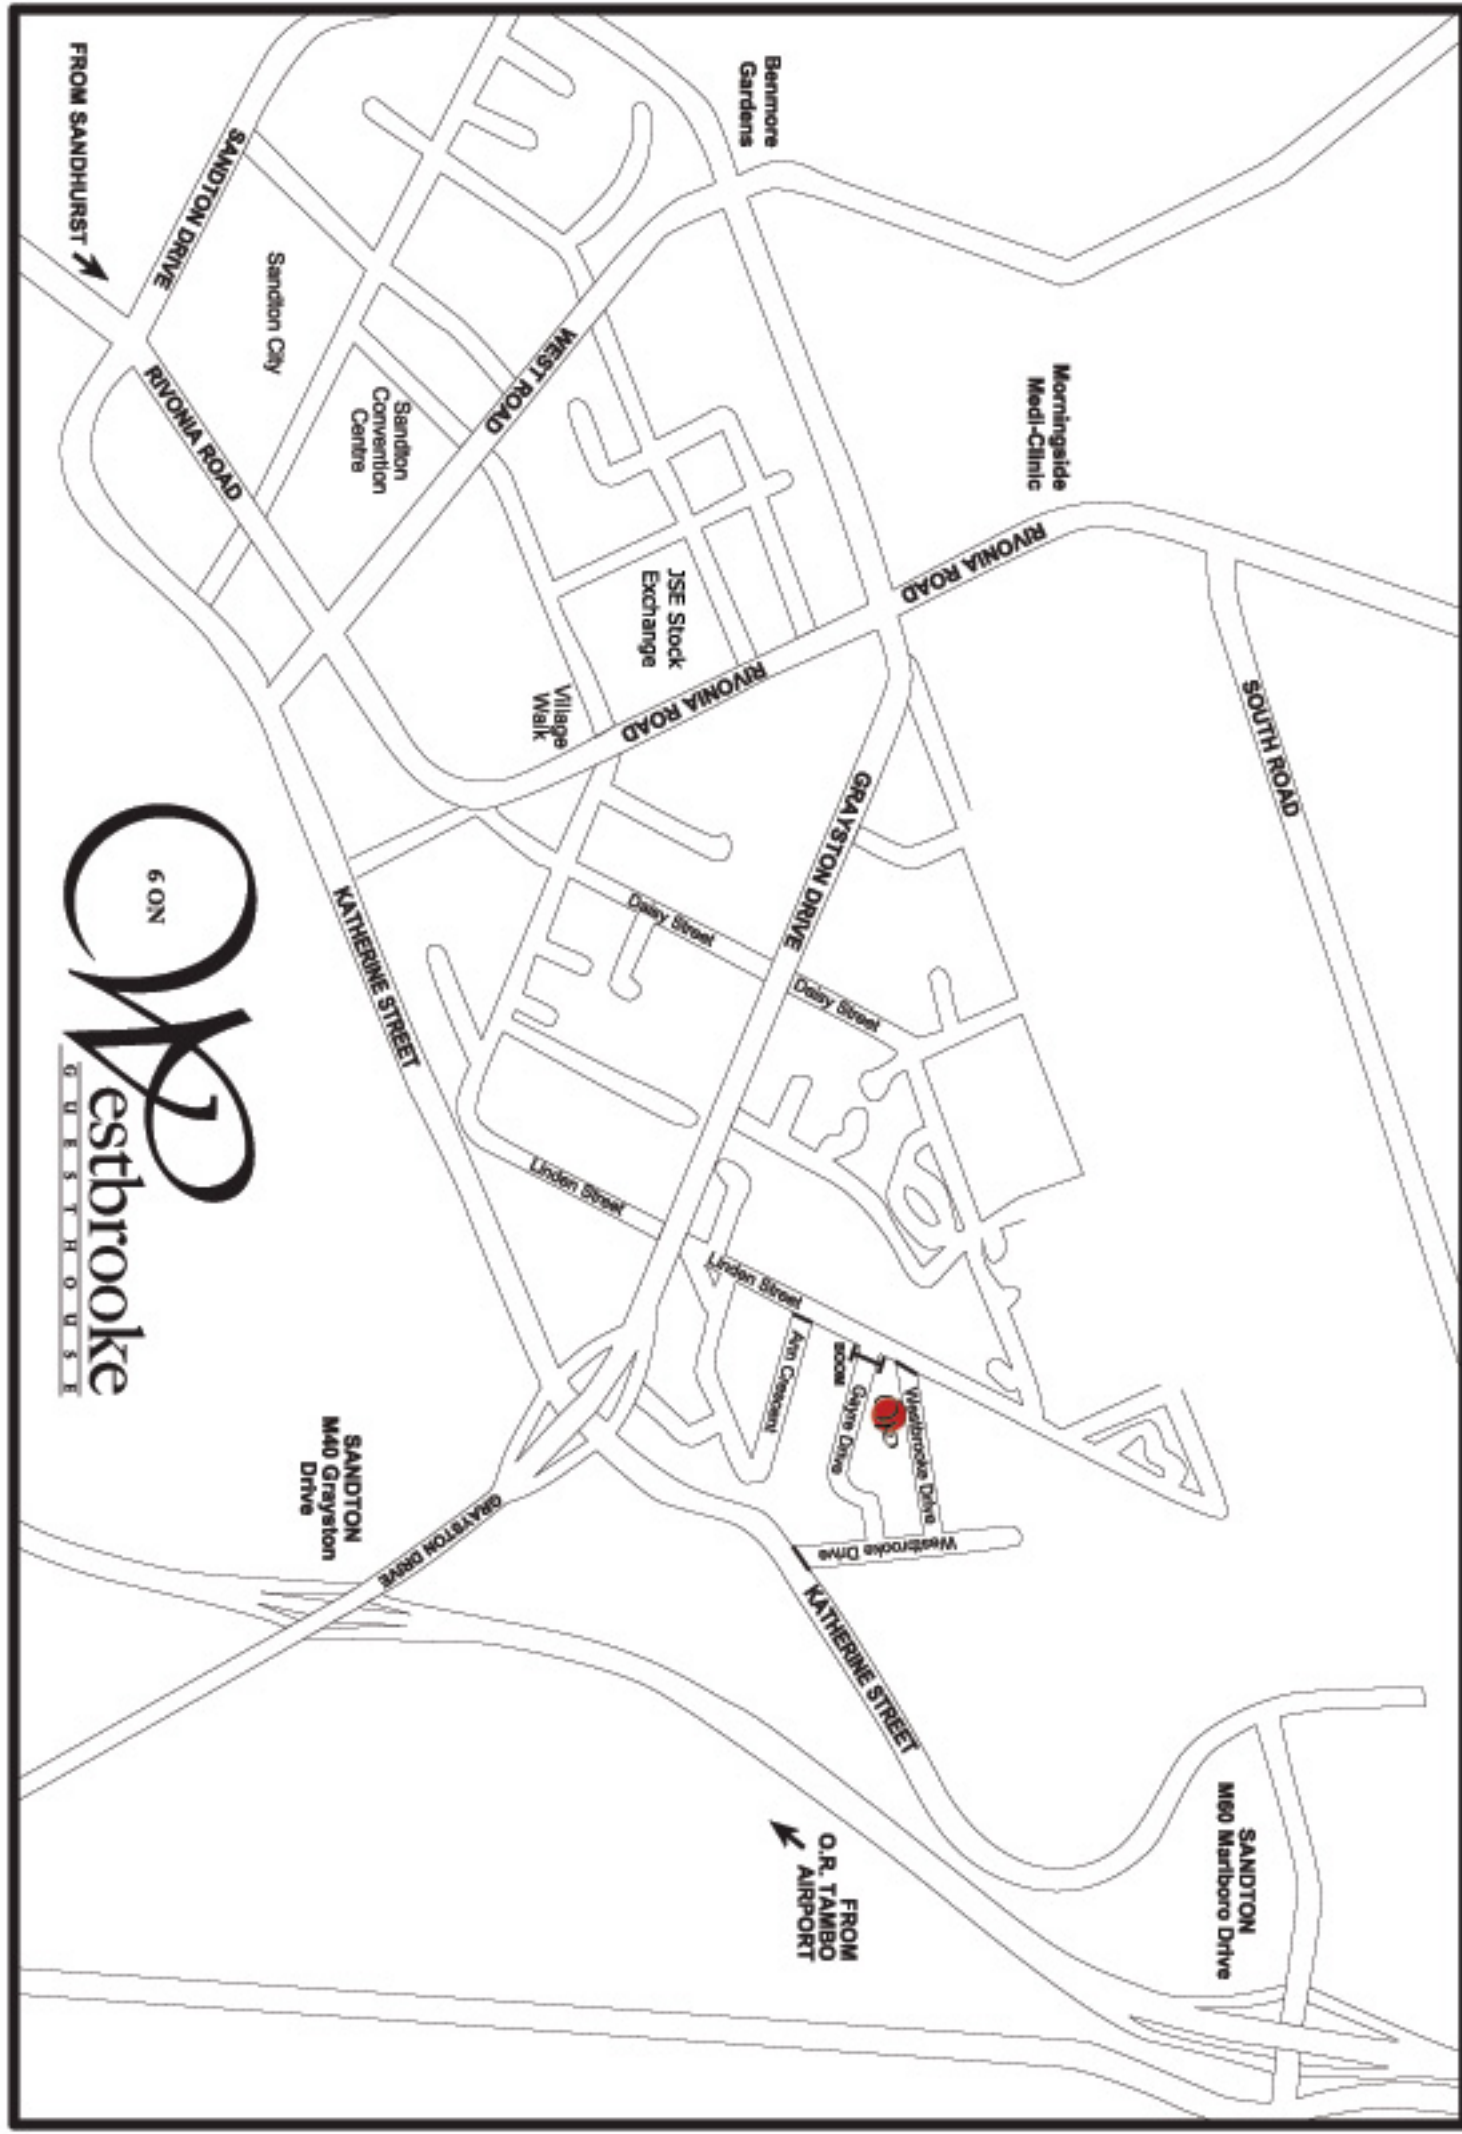 Benmore
Gardens
FROM SANDHURST
SANDTON DRIVE
Sandton City
Sandton
Convention
Centre
WEST ROAD
RIVONIA ROAD
Morningside
Medi-Clinic
RIVONIA ROAD
JSE Stock
Exchange
RIVONIA ROAD
Village
Walk
SOUTH ROAD
GRAYSTON DRIVE
KATHERINE STREET
Daisy Street
Daisy Street
Linden Street
Linden Street
Ann Crescent
BOOM
Gayre Drive
Westbrooke Drive
Westbrooke Drive
GRAYSTON DRIVE
SANDTON
M40 Grayston
Drive
KATHERINE STREET
SANDTON
M60 Marlboro Drive
FROM
O.R. TAMBO
AIRPORT
6 ON
Westbrooke
GUESTHOUSE